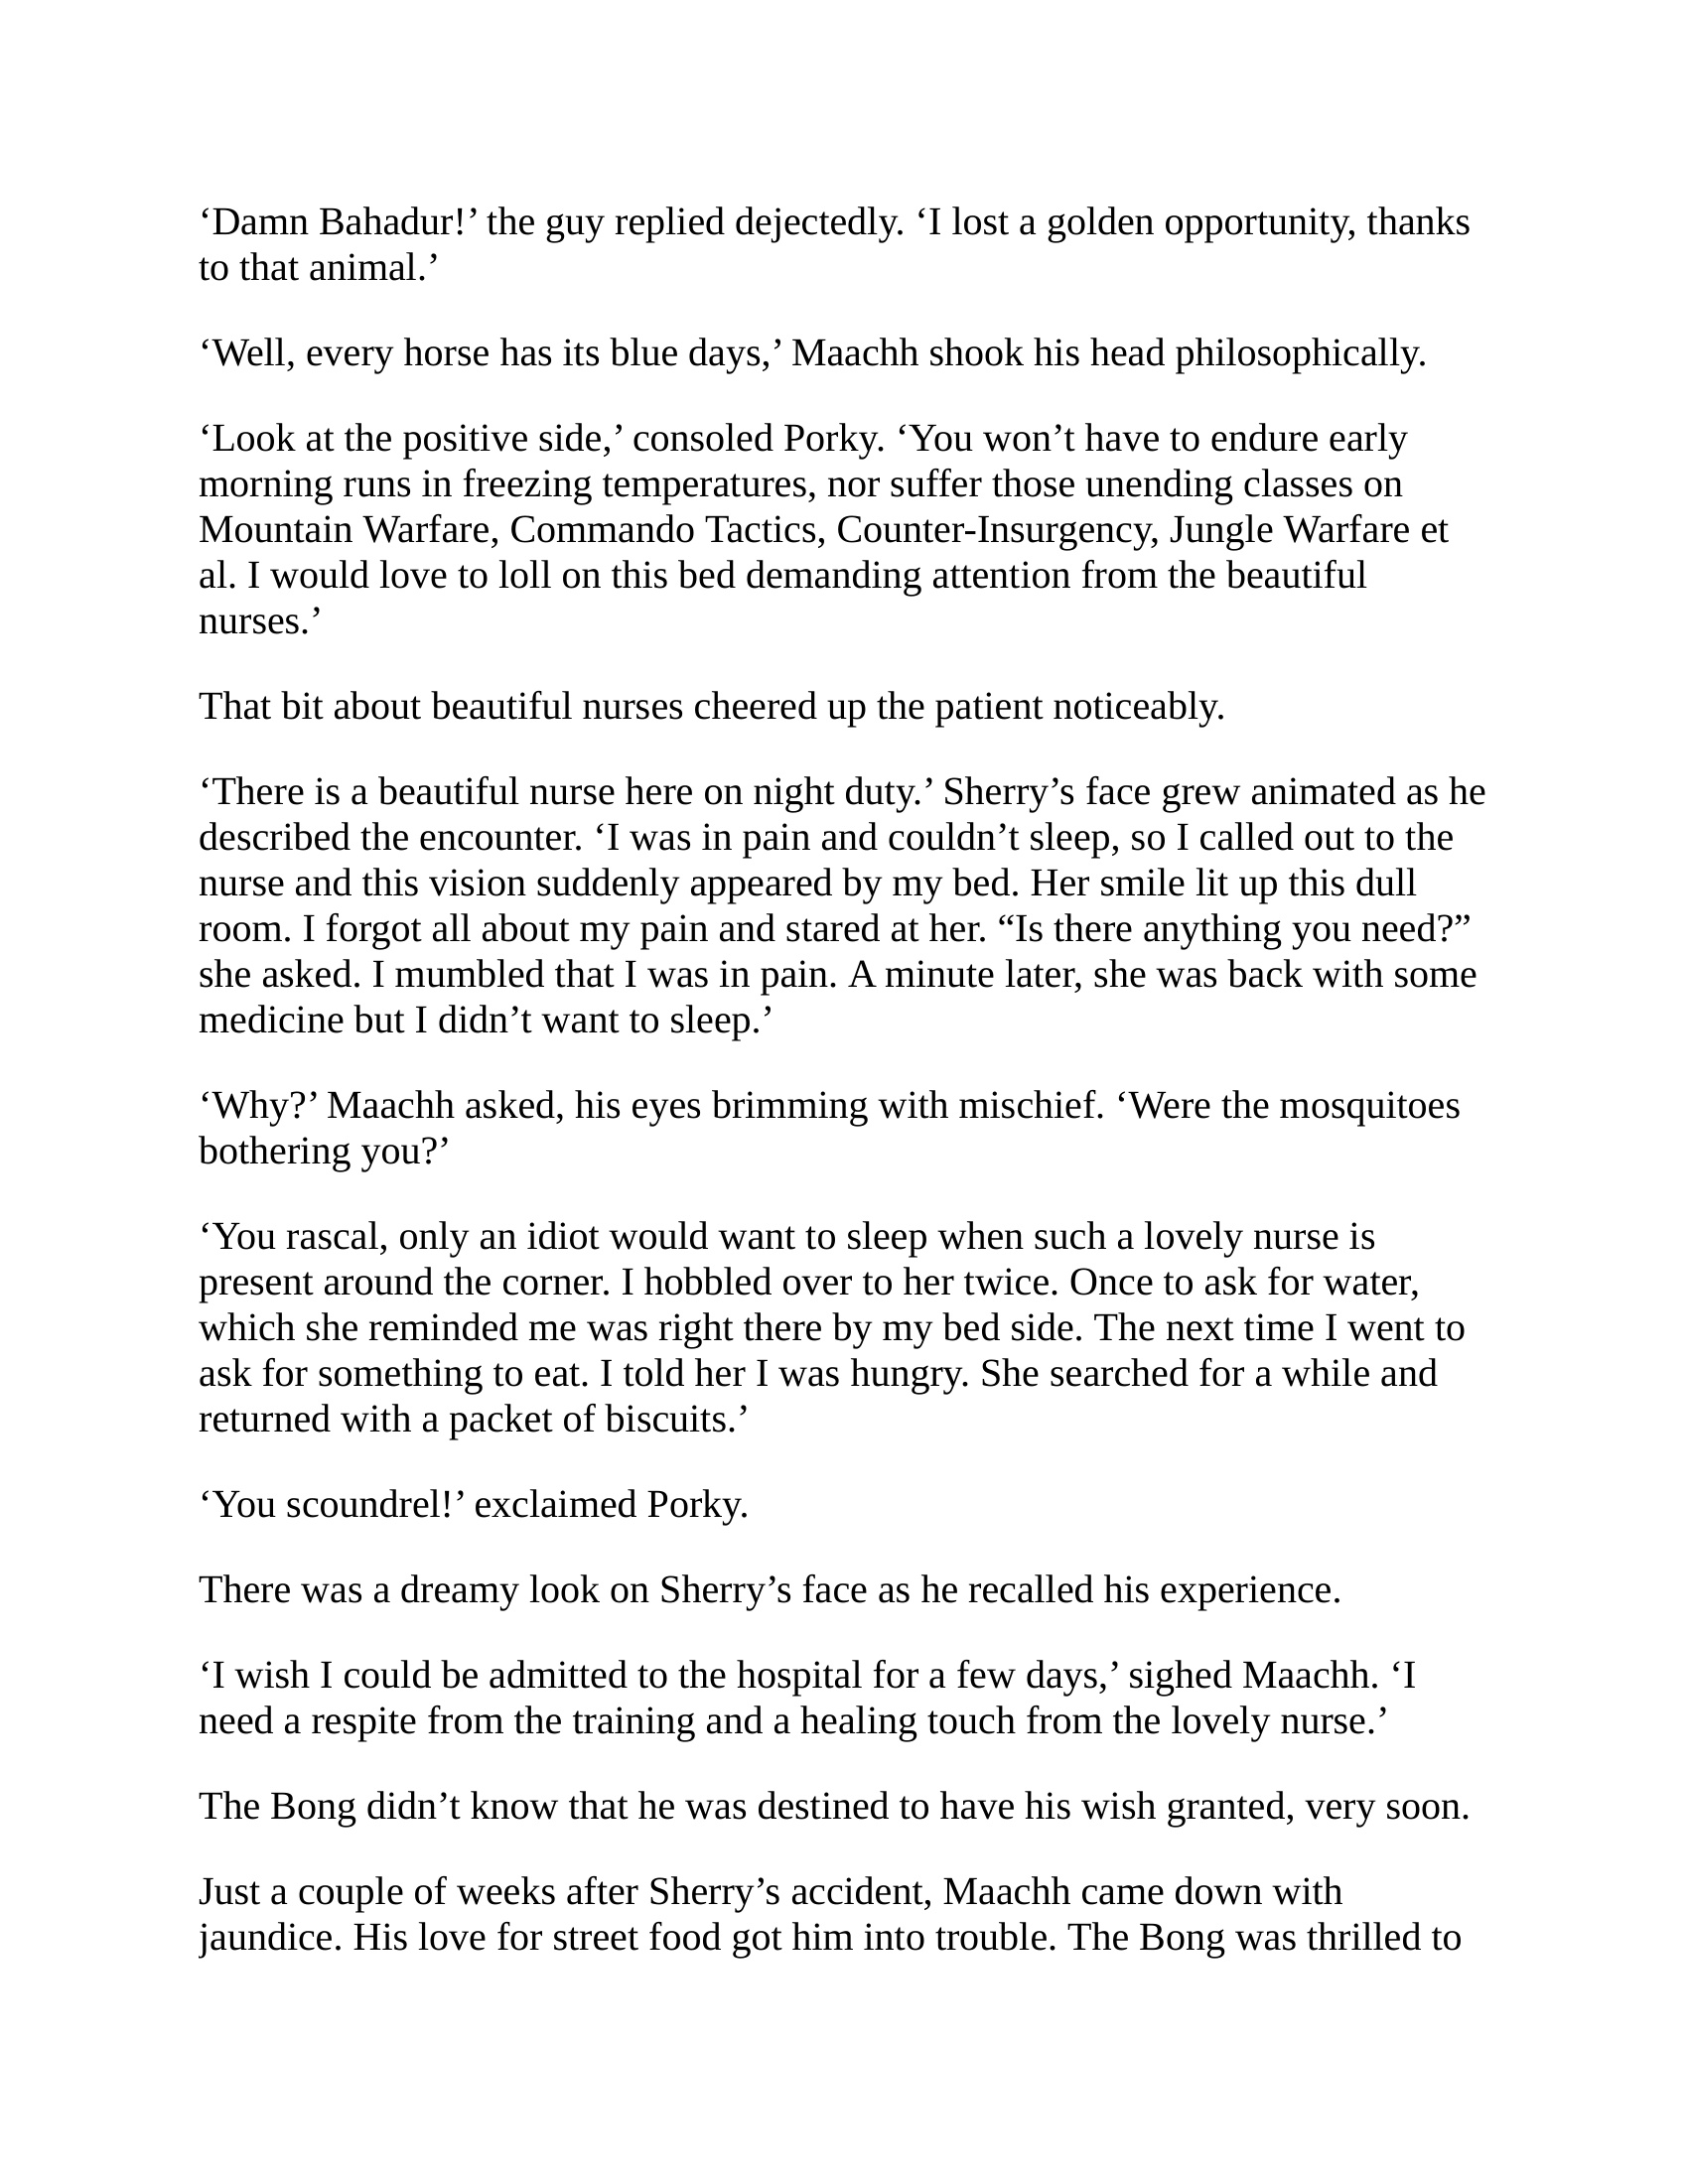 ‘Damn Bahadur!’ the guy replied dejectedly. ‘I lost a golden opportunity, thanks
to that animal.’
‘Well, every horse has its blue days,’ Maachh shook his head philosophically.
‘Look at the positive side,’ consoled Porky. ‘You won’t have to endure early
morning runs in freezing temperatures, nor suffer those unending classes on
Mountain Warfare, Commando Tactics, Counter-Insurgency, Jungle Warfare et
al. I would love to loll on this bed demanding attention from the beautiful
nurses.’
That bit about beautiful nurses cheered up the patient noticeably.
‘There is a beautiful nurse here on night duty.’ Sherry’s face grew animated as he
described the encounter. ‘I was in pain and couldn’t sleep, so I called out to the
nurse and this vision suddenly appeared by my bed. Her smile lit up this dull
room. I forgot all about my pain and stared at her. “Is there anything you need?”
she asked. I mumbled that I was in pain. A minute later, she was back with some
medicine but I didn’t want to sleep.’
‘Why?’ Maachh asked, his eyes brimming with mischief. ‘Were the mosquitoes
bothering you?’
‘You rascal, only an idiot would want to sleep when such a lovely nurse is
present around the corner. I hobbled over to her twice. Once to ask for water,
which she reminded me was right there by my bed side. The next time I went to
ask for something to eat. I told her I was hungry. She searched for a while and
returned with a packet of biscuits.’
‘You scoundrel!’ exclaimed Porky.
There was a dreamy look on Sherry’s face as he recalled his experience.
‘I wish I could be admitted to the hospital for a few days,’ sighed Maachh. ‘I
need a respite from the training and a healing touch from the lovely nurse.’
The Bong didn’t know that he was destined to have his wish granted, very soon.
Just a couple of weeks after Sherry’s accident, Maachh came down with
jaundice. His love for street food got him into trouble. The Bong was thrilled to